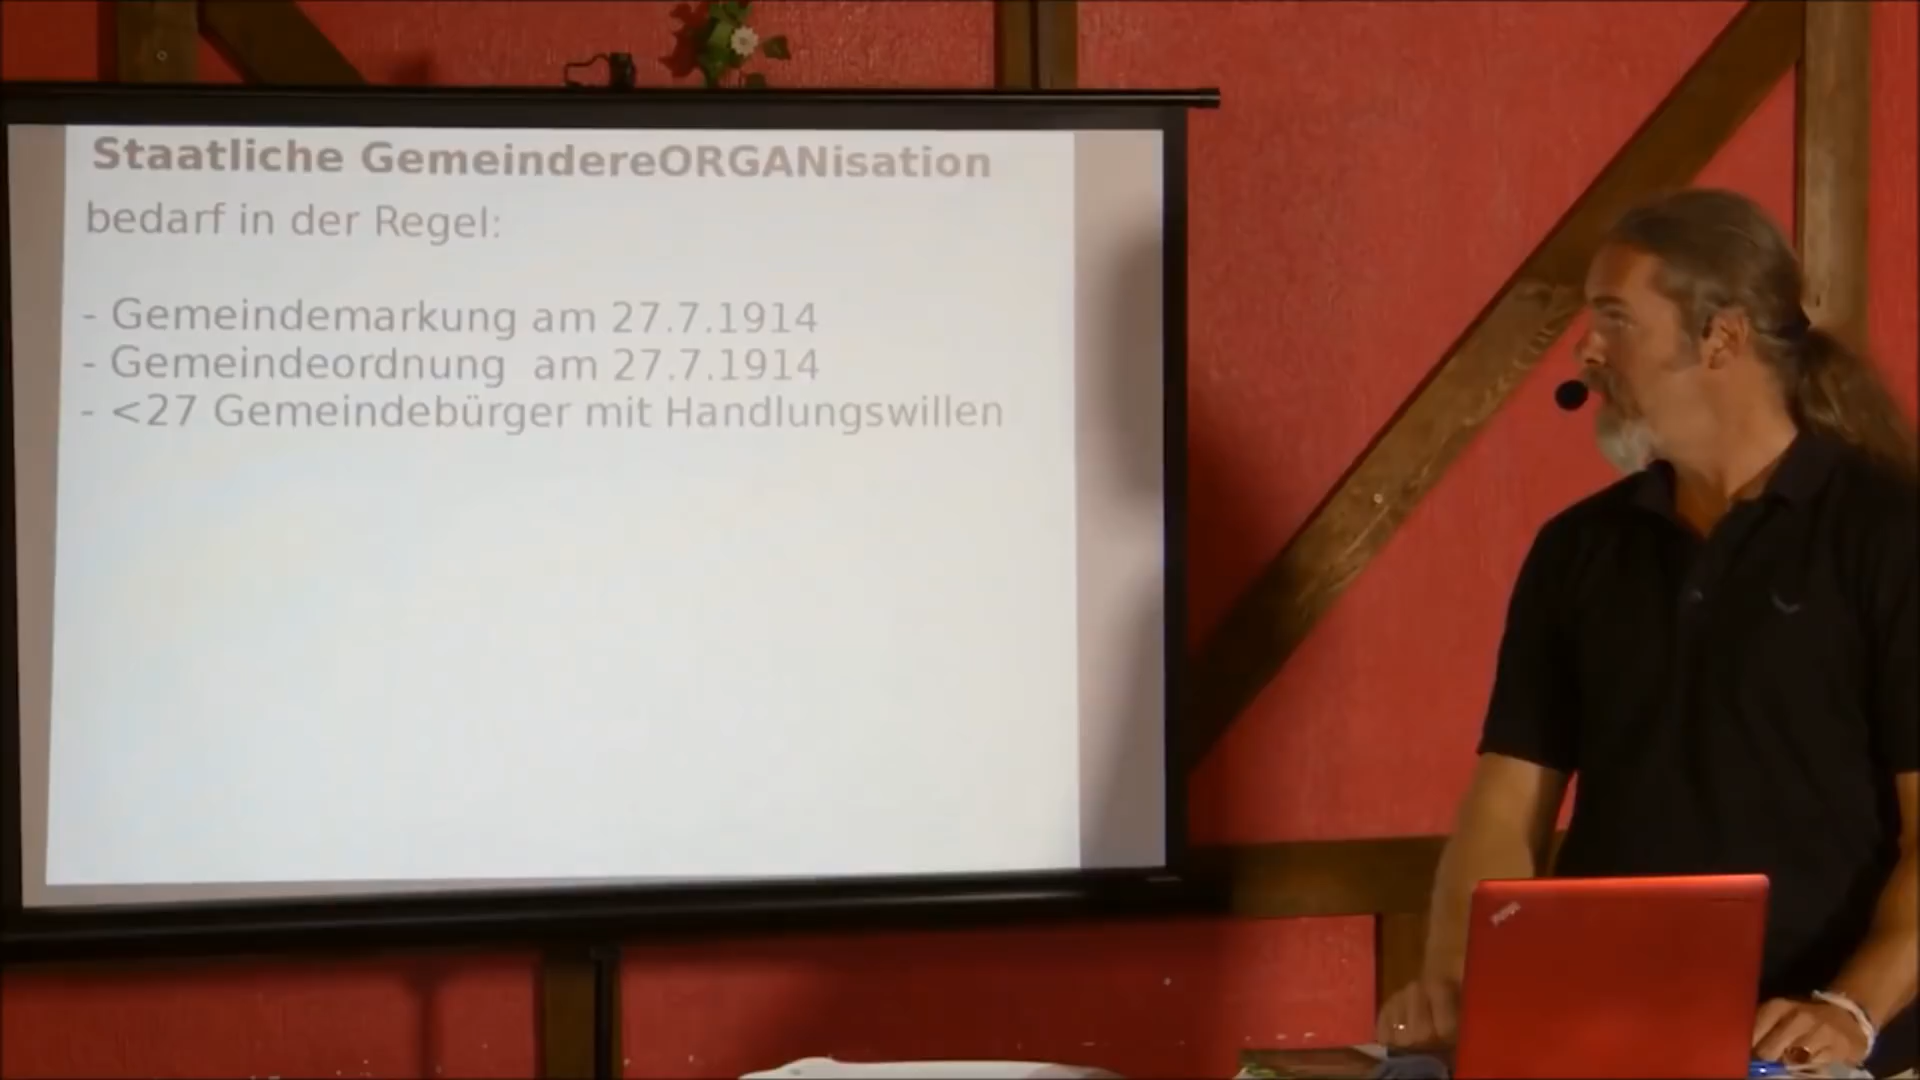 Staatliche GemeindereORGANisation
bedarf in der Regel:
- Gemeindemarkung am 27.7.1914
- Gemeindeordnung am 27.7.1914
- <27 Gemeindebürger mit Handlungswillen